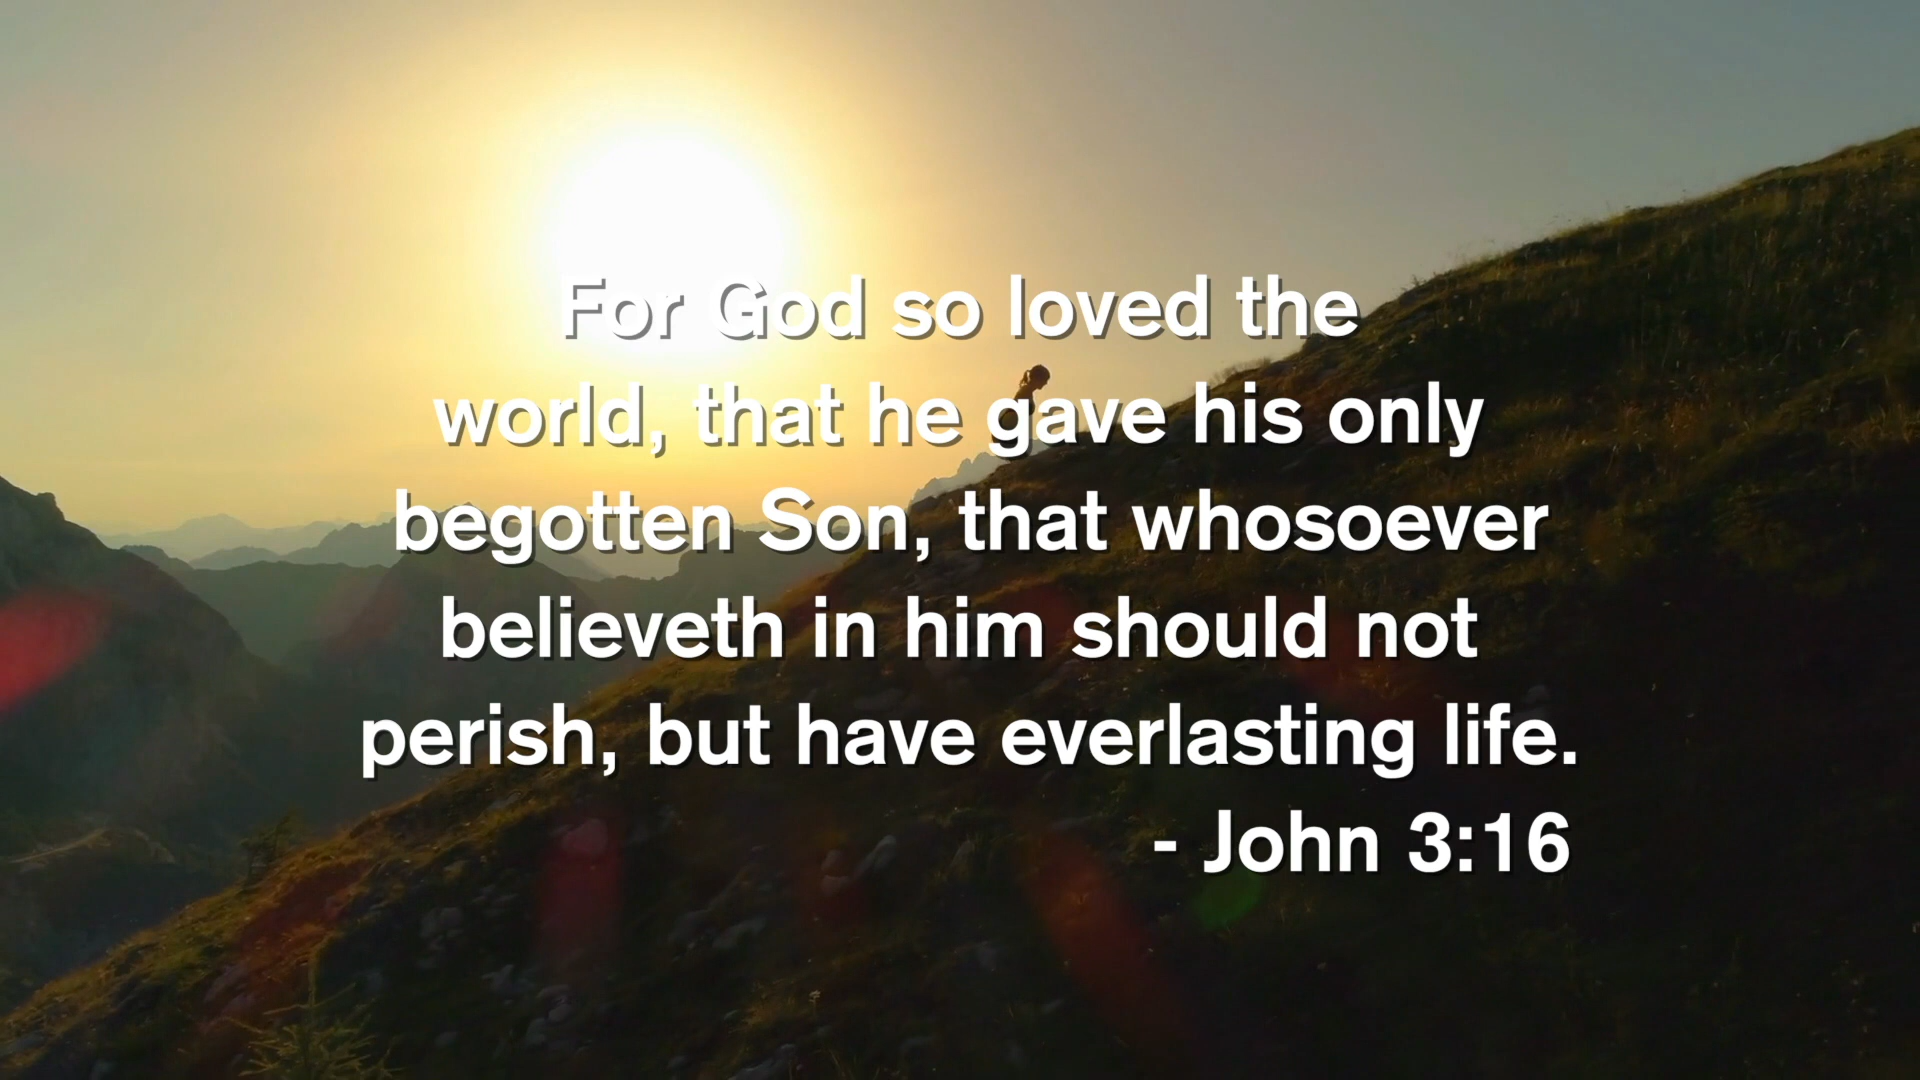 For God so loved the
world, that he gave his only
begotten Son, that whosoever
believeth in him should not
perish, but have everlasting life.
- John 3:16